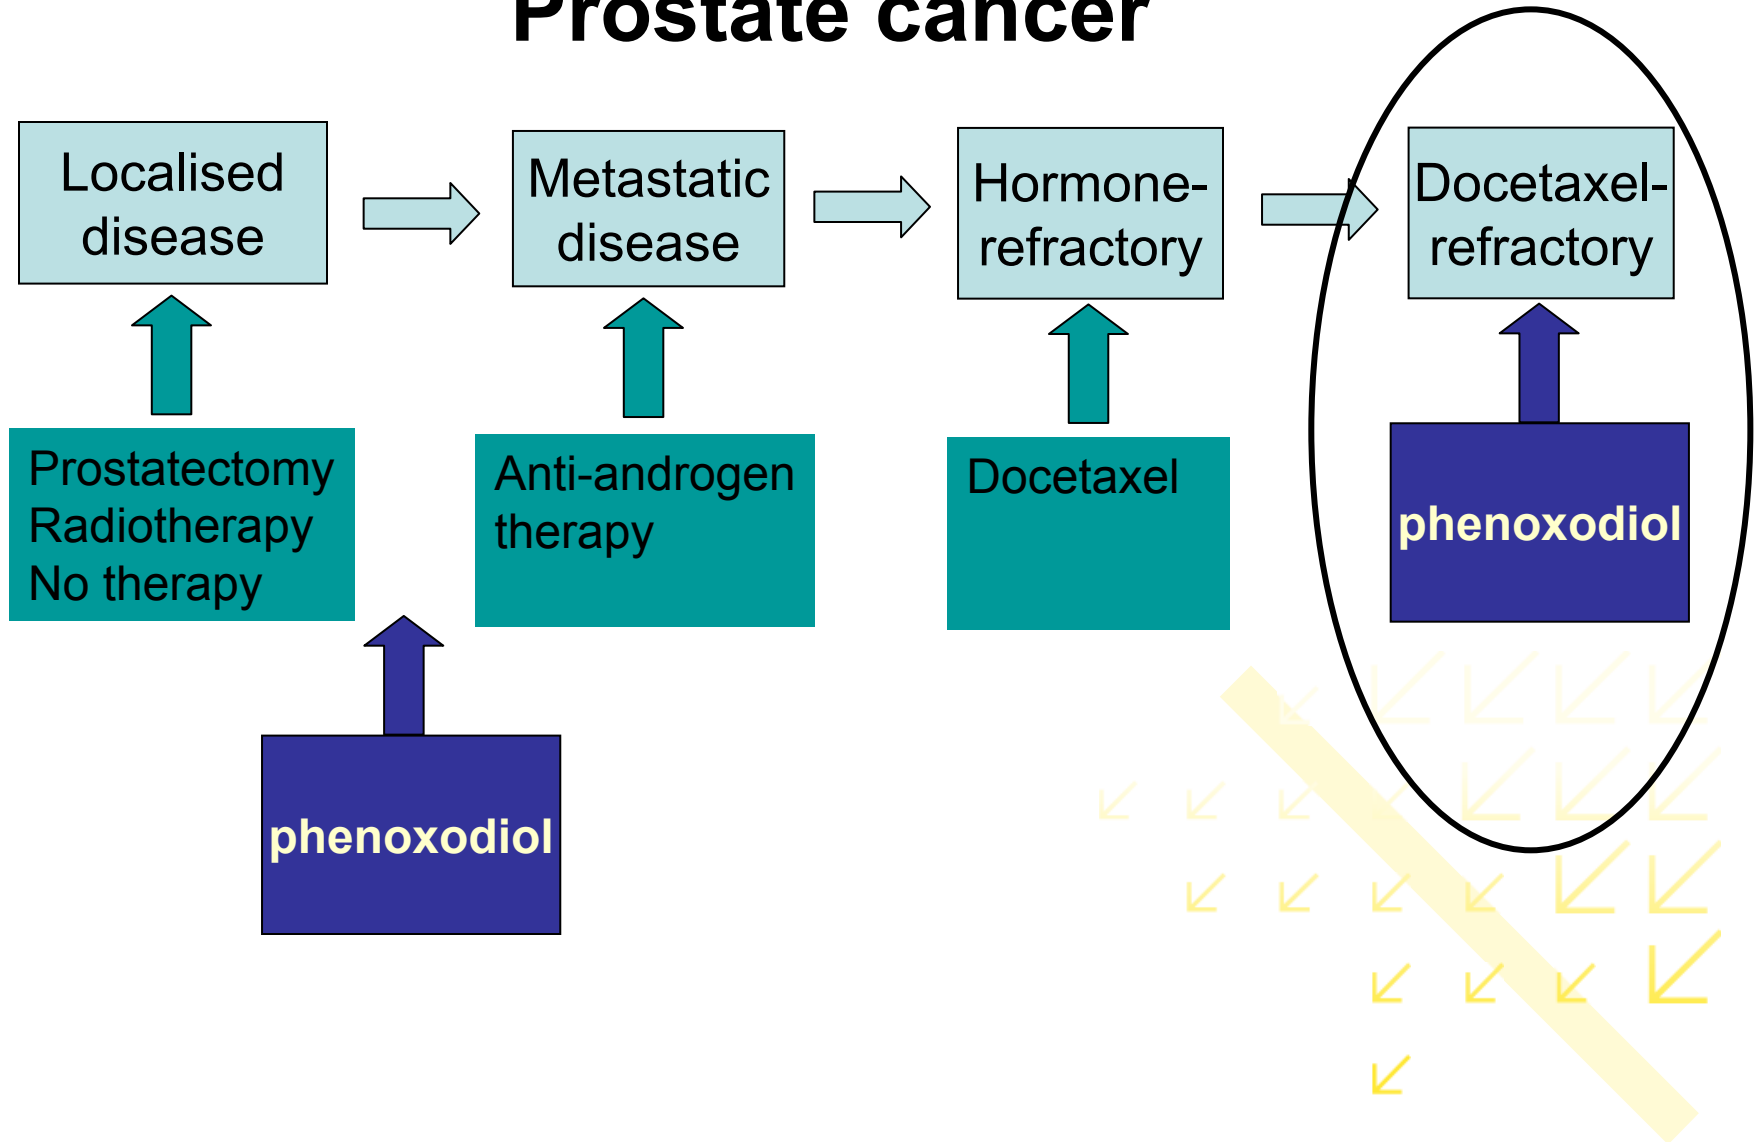 Prostate cancer
Localised
disease
Metastatic
disease
Hormone-
refractory
Docetaxel-
refractory
Prostatectomy
Radiotherapy
No therapy
Anti-androgen
therapy
Docetaxel
phenoxodiol
phenoxodiol